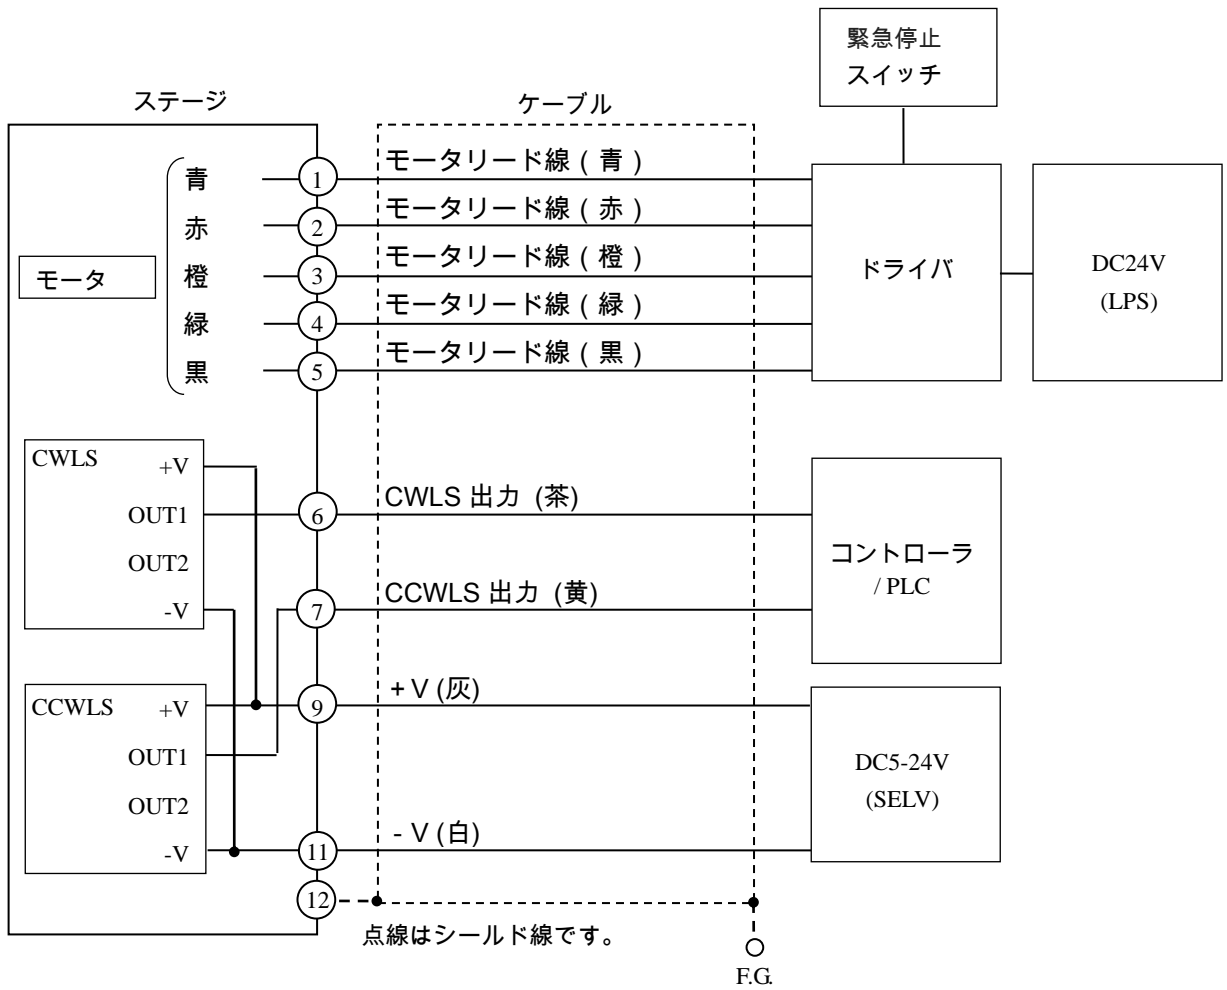 緊急停止
スイッチ
ステージ
ケーブル
モータ
青
赤
橙
緑
黒
1
2
3
4
5
モータリード線 ( 青 )
モータリード線 ( 赤 )
モータリード線 ( 橙 )
モータリード線 ( 緑 )
モータリード線 ( 黒 )
ドライバ
DC24V
(LPS)
CWLS
+V
OUT1
OUT2
-V
6
7
CWLS 出力 (茶)
CCWLS 出力 (黄)
コントローラ
/ PLC
CCWLS
+V
OUT1
OUT2
-V
9
11
12
+ V (灰)
- V (白)
DC5-24V
(SELV)
点線はシールド線です。
F.G.